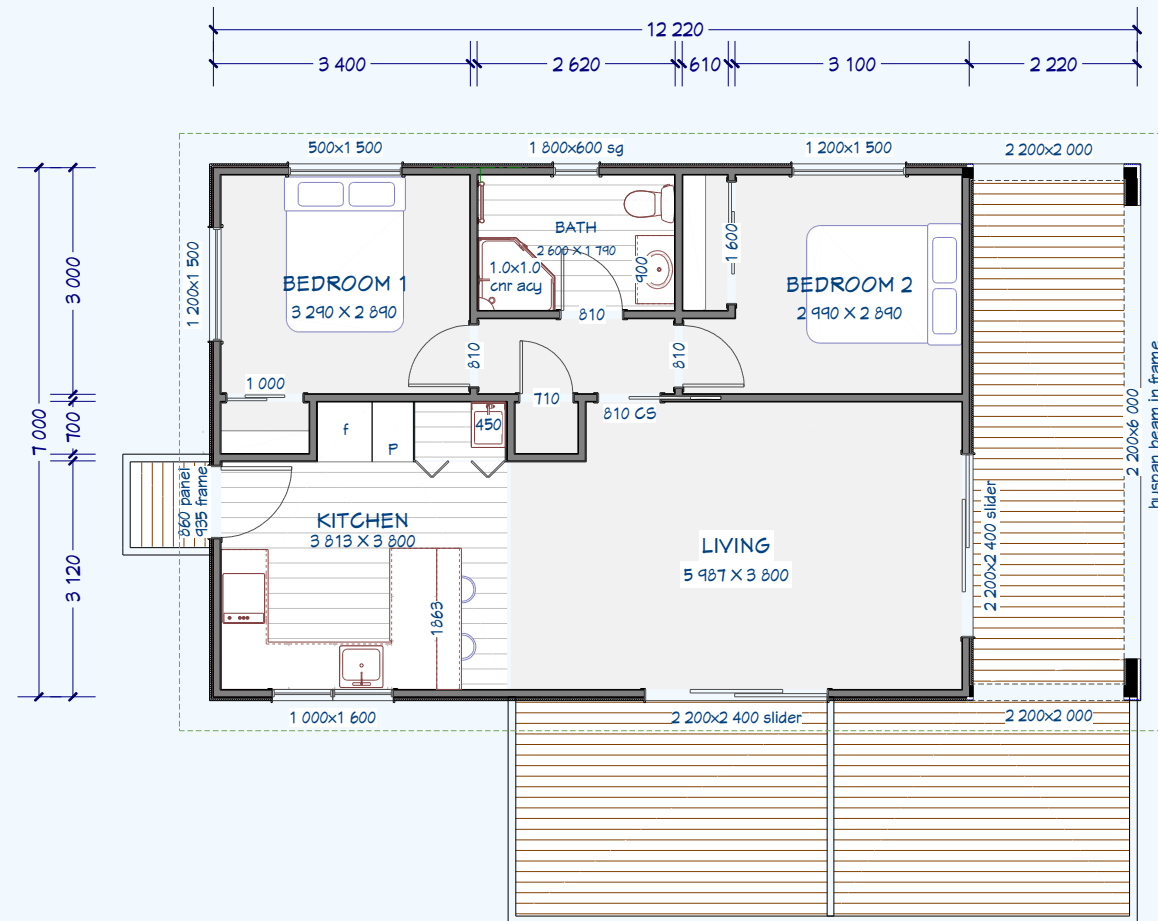 12 220
3 400
2 620
610
3 100
2 220
500x1 500
1 800x600 sg
1 200x1 500
2 200x2 000
7 000
3 000
700
3 120
1 200x1 500
BEDROOM 1
3 290 X 2 890
BATH
2 600 X 1 790
1.0x1.0
cnr acy
900
1 600
BEDROOM 2
2 990 X 2 890
810
810
810
1 000
710
810 CS
f
P
450
860 panel
935 frame
KITCHEN
3 813 X 3 800
1863
LIVING
5 987 X 3 800
2 200x2 400 slider
2 200x6 000
huspan beam in frame
1 000x1 600
2 200x2 400 slider
2 200x2 000